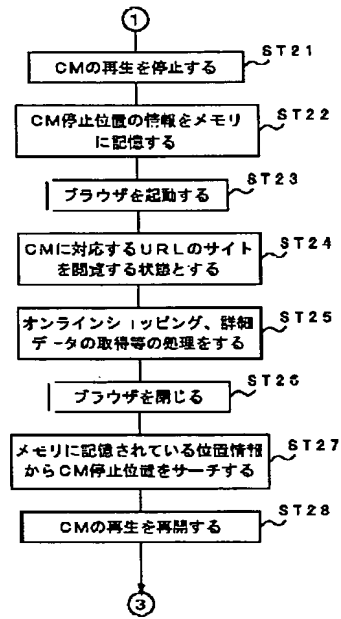 1
CMの再生を停止する
ST21
CM停止位置の情報をメモリ
に記憶する
ST22
ブラウザを起動する
ST23
CMに対応するURLのサイト
を閲覧する状態とする
ST24
オンラインショッピング、詳細
データの取得等の処理をする
ST25
ブラウザを閉じる
ST26
メモリに記憶されている位置情報
からCM停止位置をサーチする
ST27
CMの再生を再開する
ST28
3